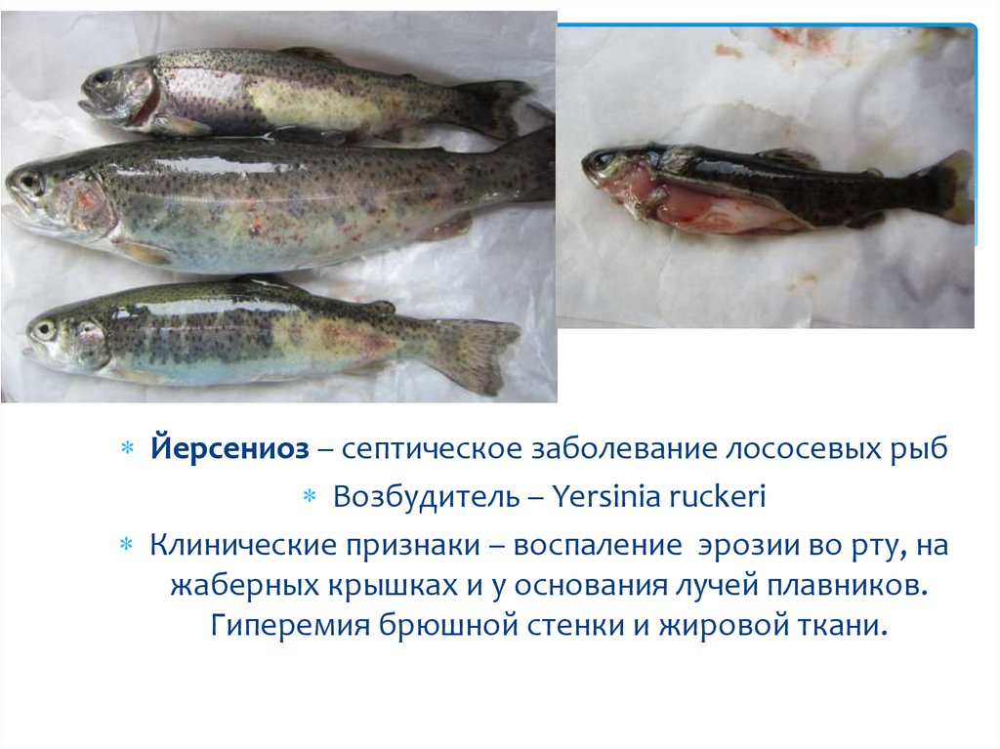 * Йерсениоз – септическое заболевание лососевых рыб
* Возбудитель – Yersinia ruckeri
* Клинические признаки – воспаление эрозии во рту, на
жаберных крышках и у основания лучей плавников.
Гиперемия брюшной стенки и жировой ткани.